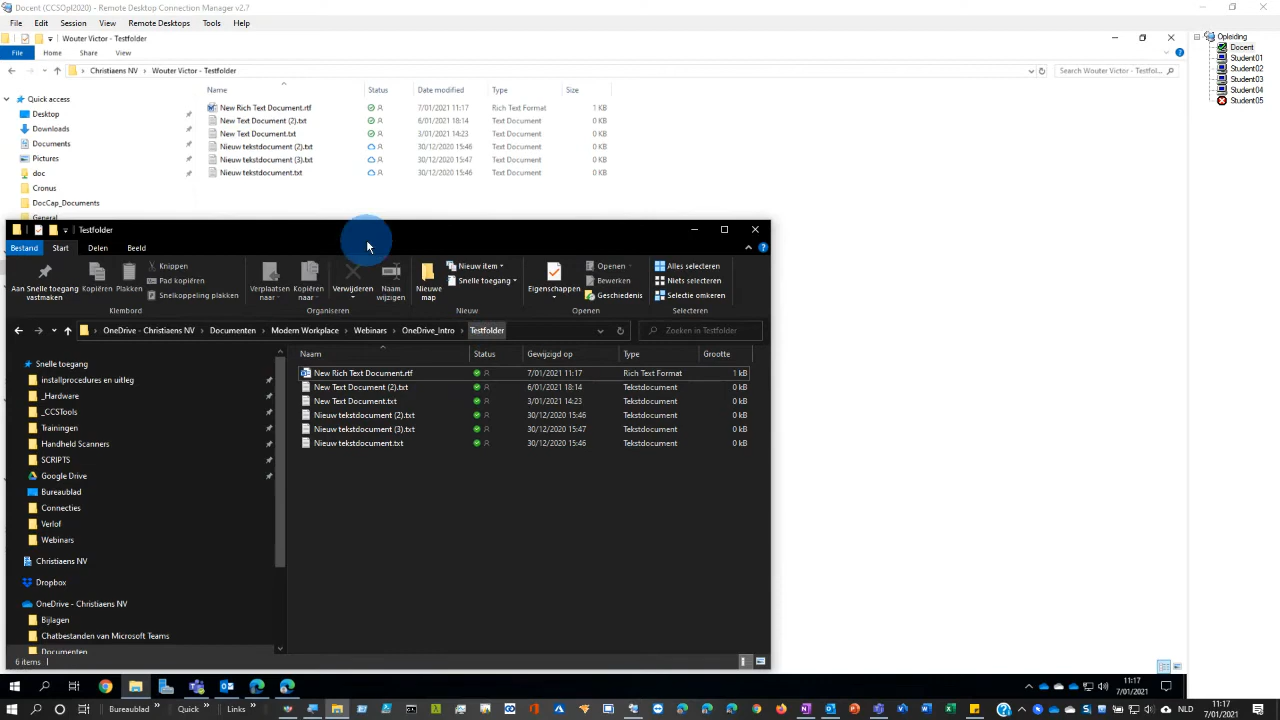 Docent (CCSOpl2020) - Remote Desktop Connection Manager v2.7
File Edit Session View Remote Desktops Tools Help
Wouter Victor - Testfolder
File Home Share View
Christiaens NV Wouter Victor - Testfolder
Search Wouter Victor - Testfol...
Opleiding
Docent
Student01
Student02
Student03
Student04
Student05
Quick access
Desktop
Downloads
Documents
Pictures
doc
Cronus
DocCap_Documents
General
Name Status Date modified Type Size
New Rich Text Document.rtf 7/01/2021 11:17 Rich Text Format 1 KB
New Text Document (2).txt 6/01/2021 18:14 Text Document 0 KB
New Text Document.txt 3/01/2021 14:23 Text Document 0 KB
Nieuw tekstdocument (2).txt 30/12/2020 15:46 Text Document 0 KB
Nieuw tekstdocument (3).txt 30/12/2020 15:47 Text Document 0 KB
Nieuw tekstdocument.txt 30/12/2020 15:46 Text Document 0 KB
Testfolder
Bestand Start Delen Beeld
Aan Snelle toegang vastmaken
Kopiëren
Plakken
Knippen
Pad kopiëren
Snelkoppeling plakken
Klembord
Verplaatsen naar
Kopiëren naar
Verwijderen
Naam wijzigen
Organiseren
Nieuwe map
Nieuw item
Snelle toegang
Nieuw
Eigenschappen
Openen
Bewerken
Geschiedenis
Openen
Alles selecteren
Niets selecteren
Selectie omkeren
Selecteren
OneDrive - Christiaens NV Documenten Modern Workplace Webinars OneDrive_Intro Testfolder
Zoeken in Testfolder
Snelle toegang
installprocedures en uitleg
_Hardware
_CCSTools
Trainingen
Handheld Scanners
SCRIPTS
Google Drive
Bureaublad
Connecties
Verlof
Webinars
Christiaens NV
Dropbox
OneDrive - Christiaens NV
Bijlagen
Chatbestanden van Microsoft Teams
Documenten
Naam Status Gewijzigd op Type Grootte
New Rich Text Document.rtf 7/01/2021 11:17 Rich Text Format 1 kB
New Text Document (2).txt 6/01/2021 18:14 Tekstdocument 0 kB
New Text Document.txt 3/01/2021 14:23 Tekstdocument 0 kB
Nieuw tekstdocument (2).txt 30/12/2020 15:46 Tekstdocument 0 kB
Nieuw tekstdocument (3).txt 30/12/2020 15:47 Tekstdocument 0 kB
Nieuw tekstdocument.txt 30/12/2020 15:46 Tekstdocument 0 kB
6 items
11:17
7/01/2021
Bureaublad Quick Links
NLD
11:17
7/01/2021